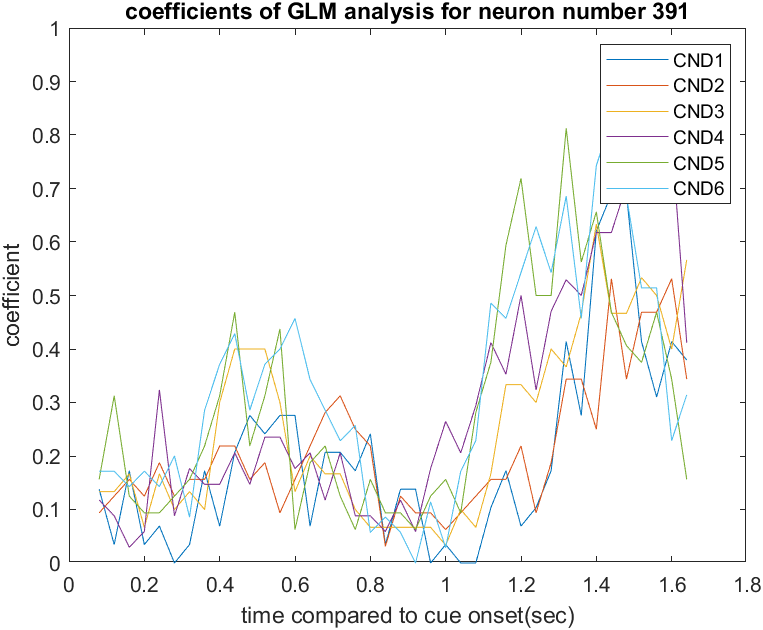 coefficients of GLM analysis for neuron number 391
1
0.9
0.8
0.7
0.6
0.5
0.4
0.3
0.2
0.1
0
coefficient
CND1
CND2
CND3
CND4
CND5
CND6
0 0.2 0.4 0.6 0.8 1 1.2 1.4 1.6 1.8
time compared to cue onset(sec)